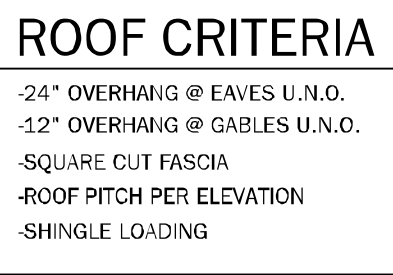 ROOF CRITERIA
-24" OVERHANG @ EAVES U.N.O.
-12" OVERHANG @ GABLES U.N.O.
-SQUARE CUT FASCIA
-ROOF PITCH PER ELEVATION
-SHINGLE LOADING